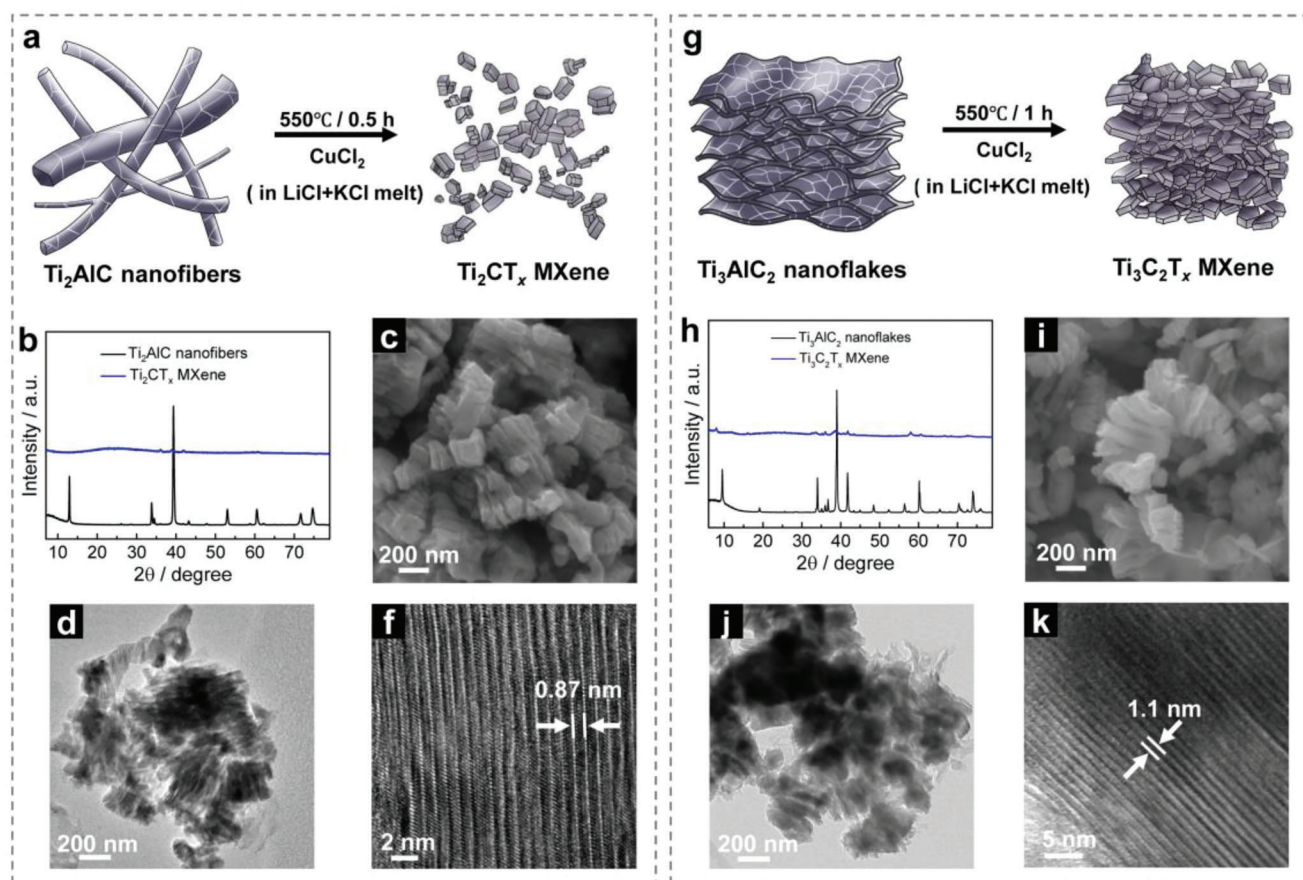 a
550℃ / 0.5 h
CuCl₂
( in LiCl+KCl melt)
Ti₂AlC nanofibers
Ti₂CTₓ MXene
b
Ti₂AlC nanofibers
Ti₂CTₓ MXene
Intensity / a.u.
10 20 30 40 50 60 70
2θ / degree
c
200 nm
d
200 nm
f
0.87 nm
2 nm
g
550℃ / 1 h
CuCl₂
( in LiCl+KCl melt)
Ti₃AlC₂ nanoflakes
Ti₃C₂Tₓ MXene
h
Ti₃AlC₂ nanoflakes
Ti₃C₂Tₓ MXene
Intensity / a.u.
10 20 30 40 50 60 70
2θ / degree
i
200 nm
j
200 nm
k
1.1 nm
5 nm